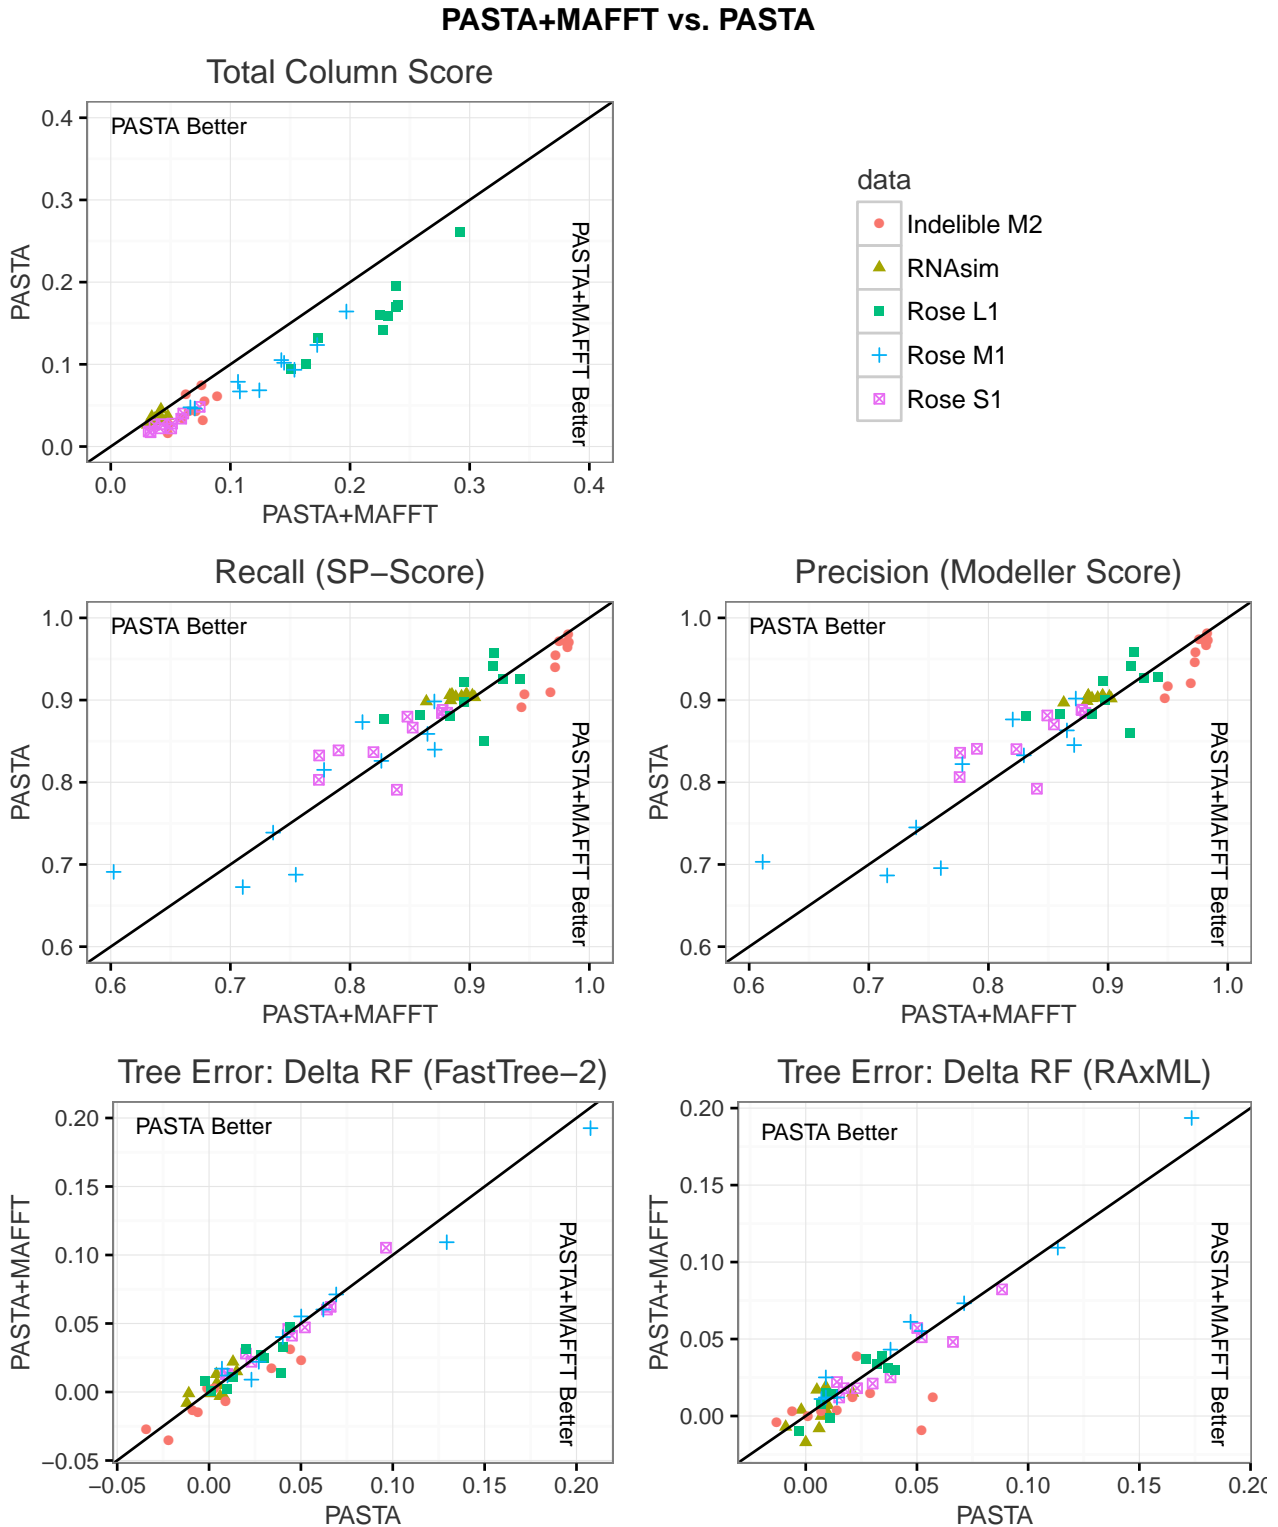 PASTA+MAFFT vs. PASTA
Total Column Score
PASTA Better
PASTA+MAFFT Better
0.4
0.3
0.2
0.1
0.0
PASTA
0.0 0.1 0.2 0.3 0.4
PASTA+MAFFT
data
Indelible M2
RNAsim
Rose L1
Rose M1
Rose S1
Recall (SP−Score)
PASTA Better
PASTA+MAFFT Better
1.0
0.9
0.8
0.7
0.6
PASTA
0.6 0.7 0.8 0.9 1.0
PASTA+MAFFT
Precision (Modeller Score)
PASTA Better
PASTA+MAFFT Better
1.0
0.9
0.8
0.7
0.6
PASTA
0.6 0.7 0.8 0.9 1.0
PASTA+MAFFT
Tree Error: Delta RF (FastTree−2)
PASTA Better
PASTA+MAFFT Better
0.20
0.15
0.10
0.05
0.00
−0.05
PASTA+MAFFT
−0.05 0.00 0.05 0.10 0.15 0.20
PASTA
Tree Error: Delta RF (RAxML)
PASTA Better
PASTA+MAFFT Better
0.20
0.15
0.10
0.05
0.00
PASTA+MAFFT
0.00 0.05 0.10 0.15 0.20
PASTA